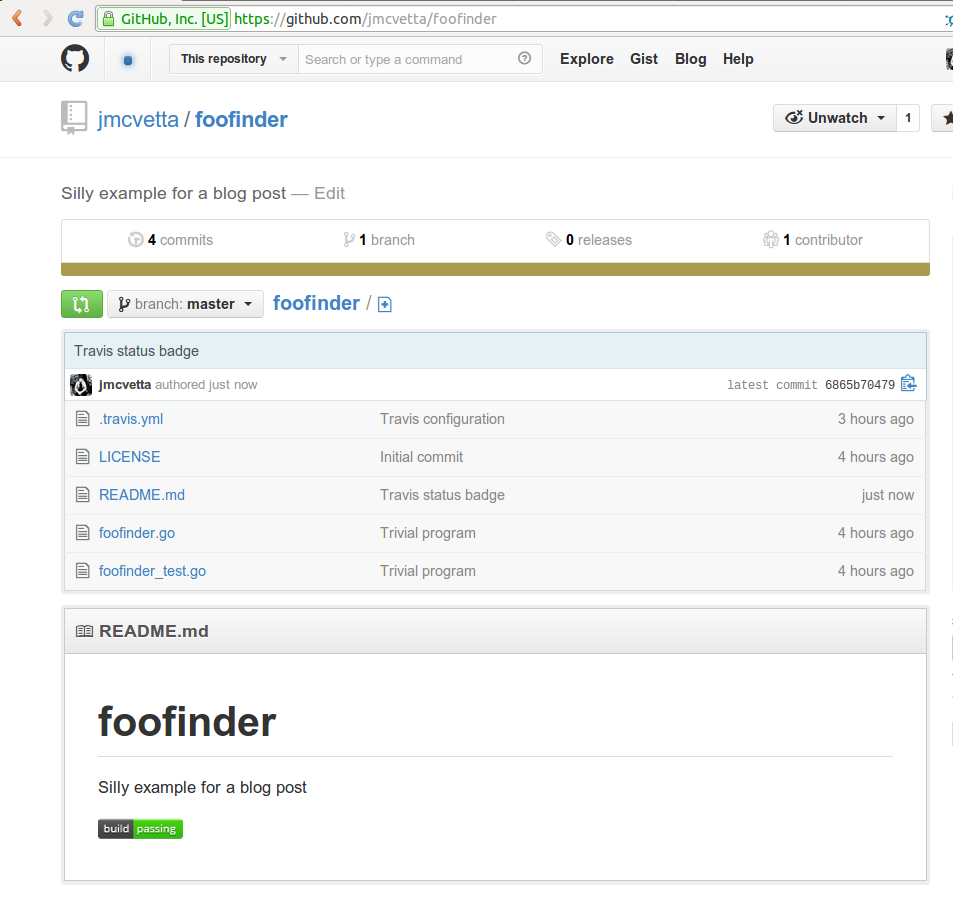 GitHub, Inc. [US] https://github.com/jmcvetta/foofinder
This repository Search or type a command Explore Gist Blog Help
jmcvetta / foofinder Unwatch 1
Silly example for a blog post — Edit
4 commits 1 branch 0 releases 1 contributor
branch: master foofinder /
Travis status badge
jmcvetta authored just now latest commit 6865b70479
.travis.yml Travis configuration 3 hours ago
LICENSE Initial commit 4 hours ago
README.md Travis status badge just now
foofinder.go Trivial program 4 hours ago
foofinder_test.go Trivial program 4 hours ago
README.md
foofinder
Silly example for a blog post
build passing